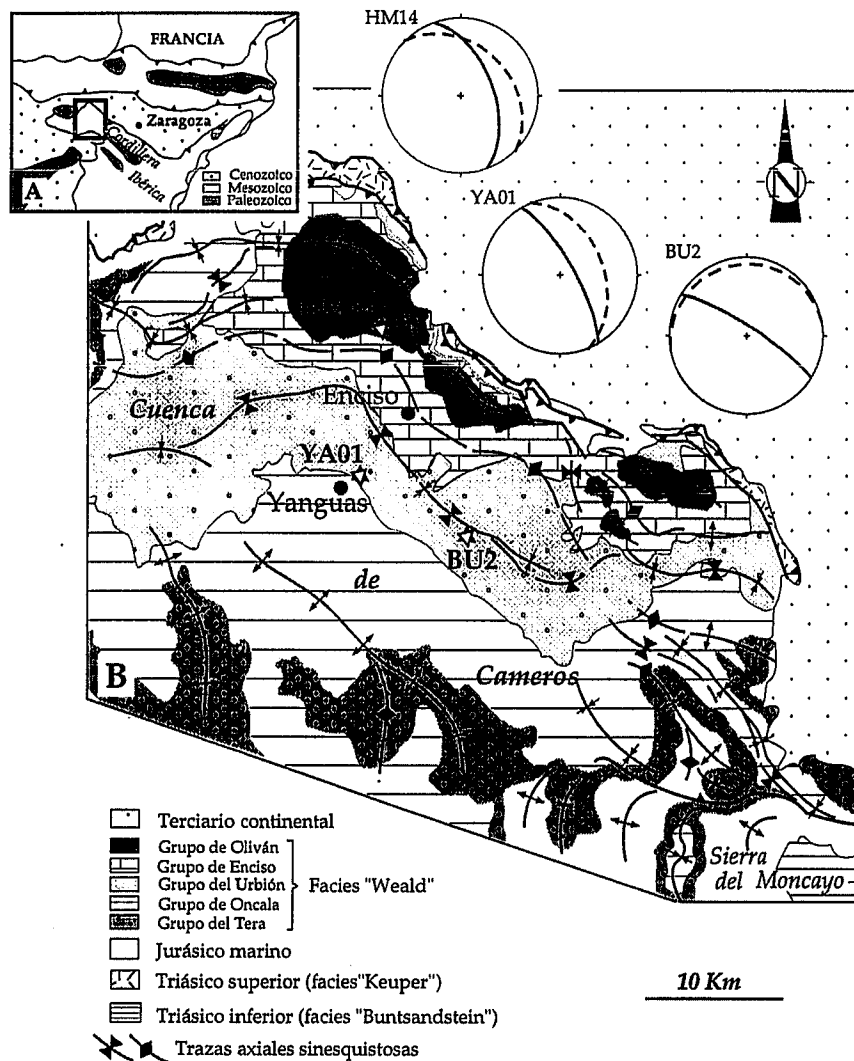 HM14
FRANCIA
Zaragoza
Cordillera
Ibérica
Cenozoico
Mesozoico
Paleozoico
A
N
YA01
BU2
Enciso
Cuenca
YA01
Yanguas
BU2
de
B
Cameros
Sierra
del Moncayo
Terciario continental
Grupo de Oliván
Grupo de Enciso
Grupo del Urbión
Grupo de Oncala
Grupo del Tera
Facies "Weald"
Jurásico marino
Triásico superior (facies"Keuper")
Triásico inferior (facies "Buntsandstein")
Trazas axiales sinesquistosas
10 Km